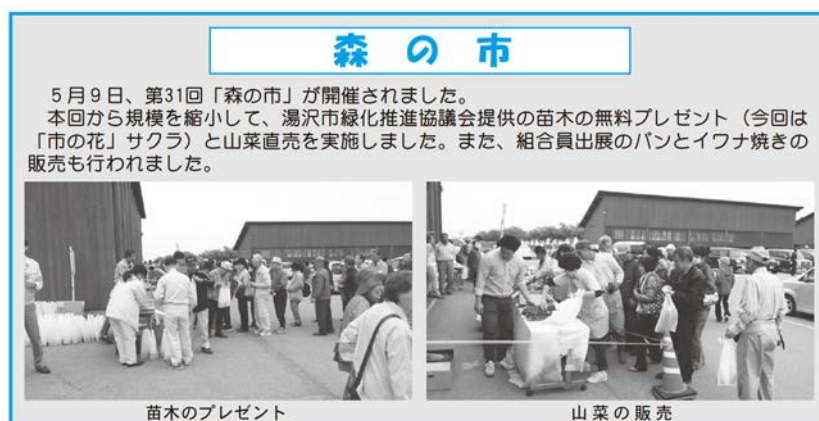 森の市
5月9日、第31回「森の市」が開催されました。
本回から規模を縮小して、湯沢市緑化推進協議会提供の苗木の無料プレゼント（今回は
「市の花」サクラ）と山菜直売を実施しました。また、組合員出展のパンとイワナ焼きの
販売も行われました。
苗木のプレゼント
山菜の販売